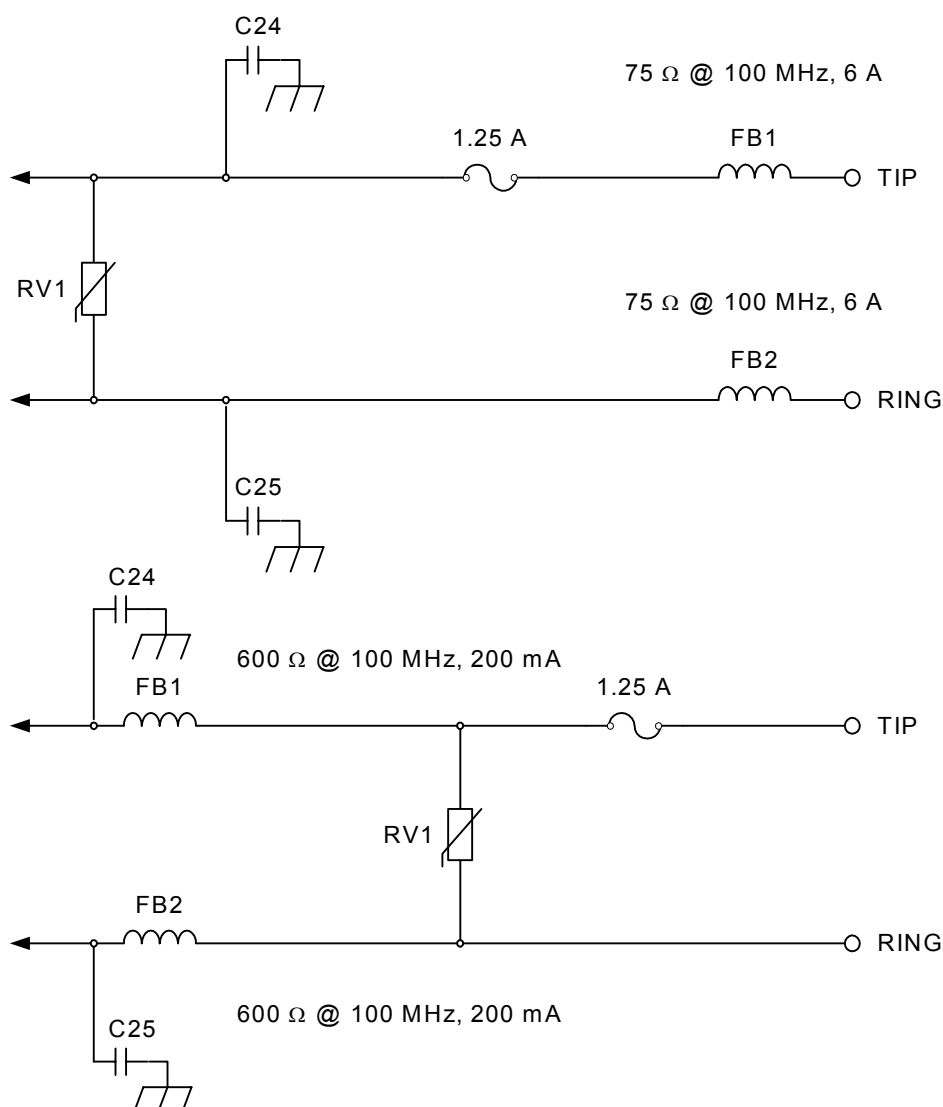 C24
75 Ω @ 100 MHz, 6 A
1.25 A
FB1
TIP
RV1
75 Ω @ 100 MHz, 6 A
FB2
RING
C25
C24
600 Ω @ 100 MHz, 200 mA
FB1
1.25 A
TIP
RV1
FB2
RING
600 Ω @ 100 MHz, 200 mA
C25